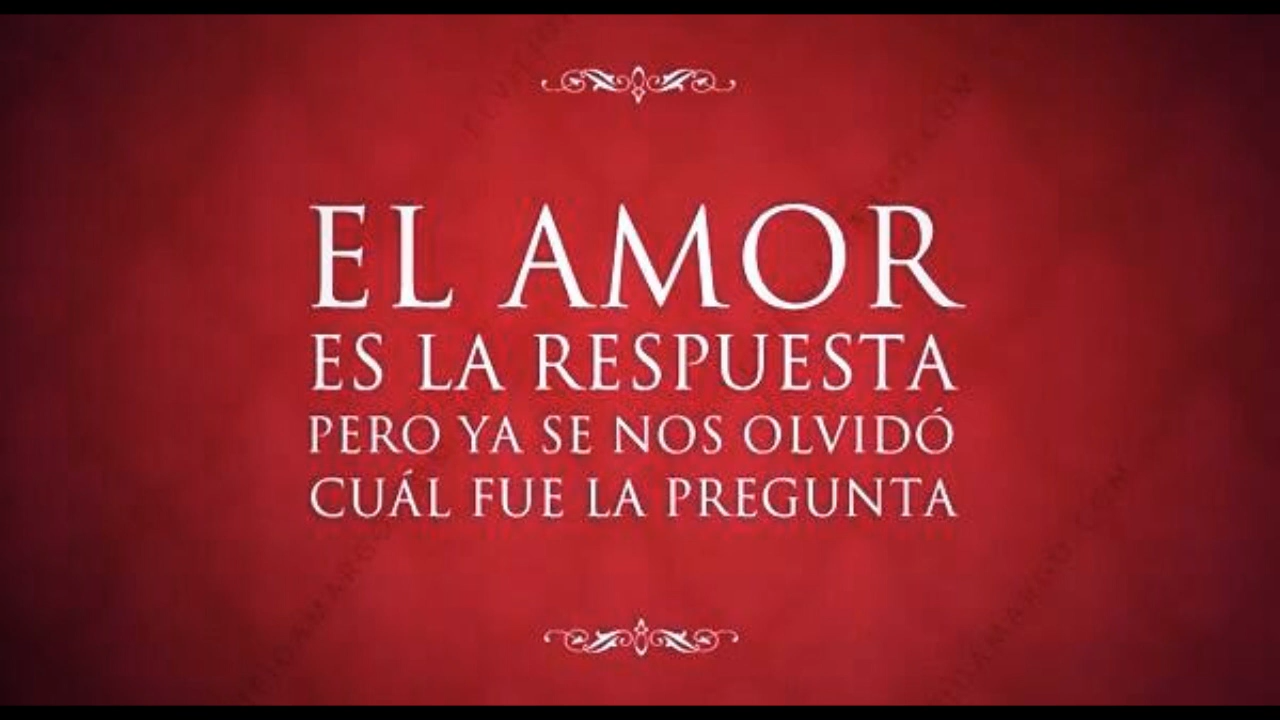 EL AMOR
ES LA RESPUESTA
PERO YA SE NOS OLVIDÓ
CUÁL FUE LA PREGUNTA